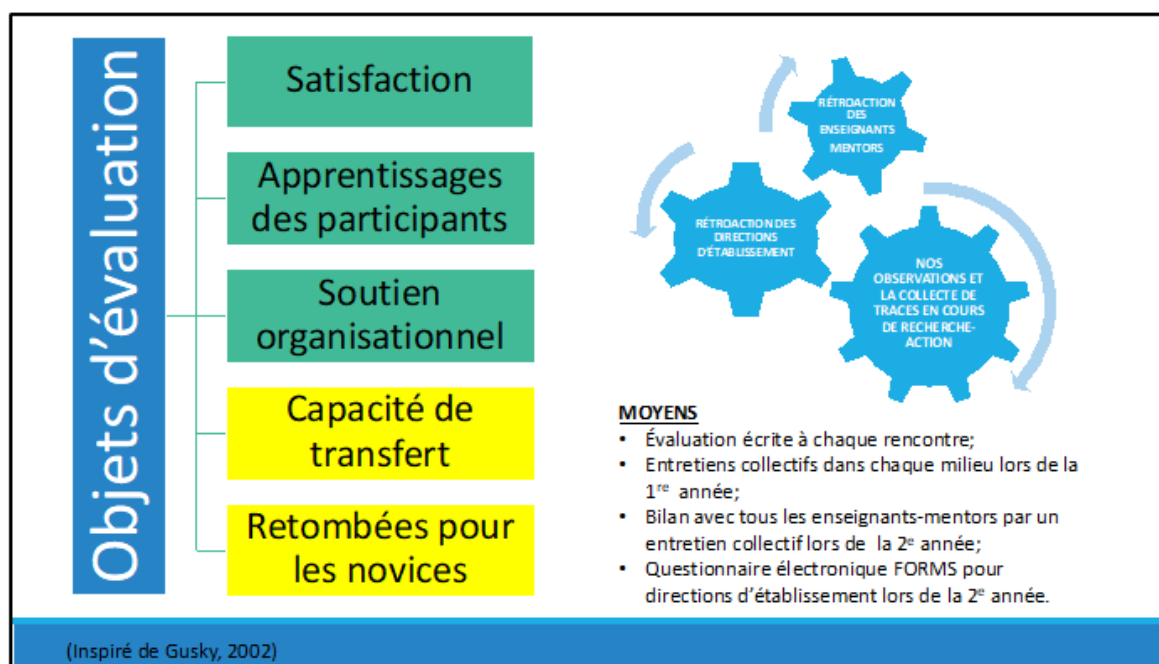 Objets d'évaluation
Satisfaction
Apprentissages
des participants
Soutien
organisationnel
Capacité de
transfert
Retombées pour
les novices
RÉTROACTION
DES
ENSEIGNANTS
MENTORS
RÉTROACTION DES
DIRECTIONS
D'ÉTABLISSEMENT
NOS
OBSERVATIONS ET
LA COLLECTE DE
TRACES EN COURS
DE RECHERCHE-
ACTION
MOYENS
• Évaluation écrite à chaque rencontre;
• Entretiens collectifs dans chaque milieu lors de la
1re année;
• Bilan avec tous les enseignants-mentors par un
entretien collectif lors de la 2e année;
• Questionnaire électronique FORMS pour
directions d'établissement lors de la 2e année.
(Inspiré de Gusky, 2002)